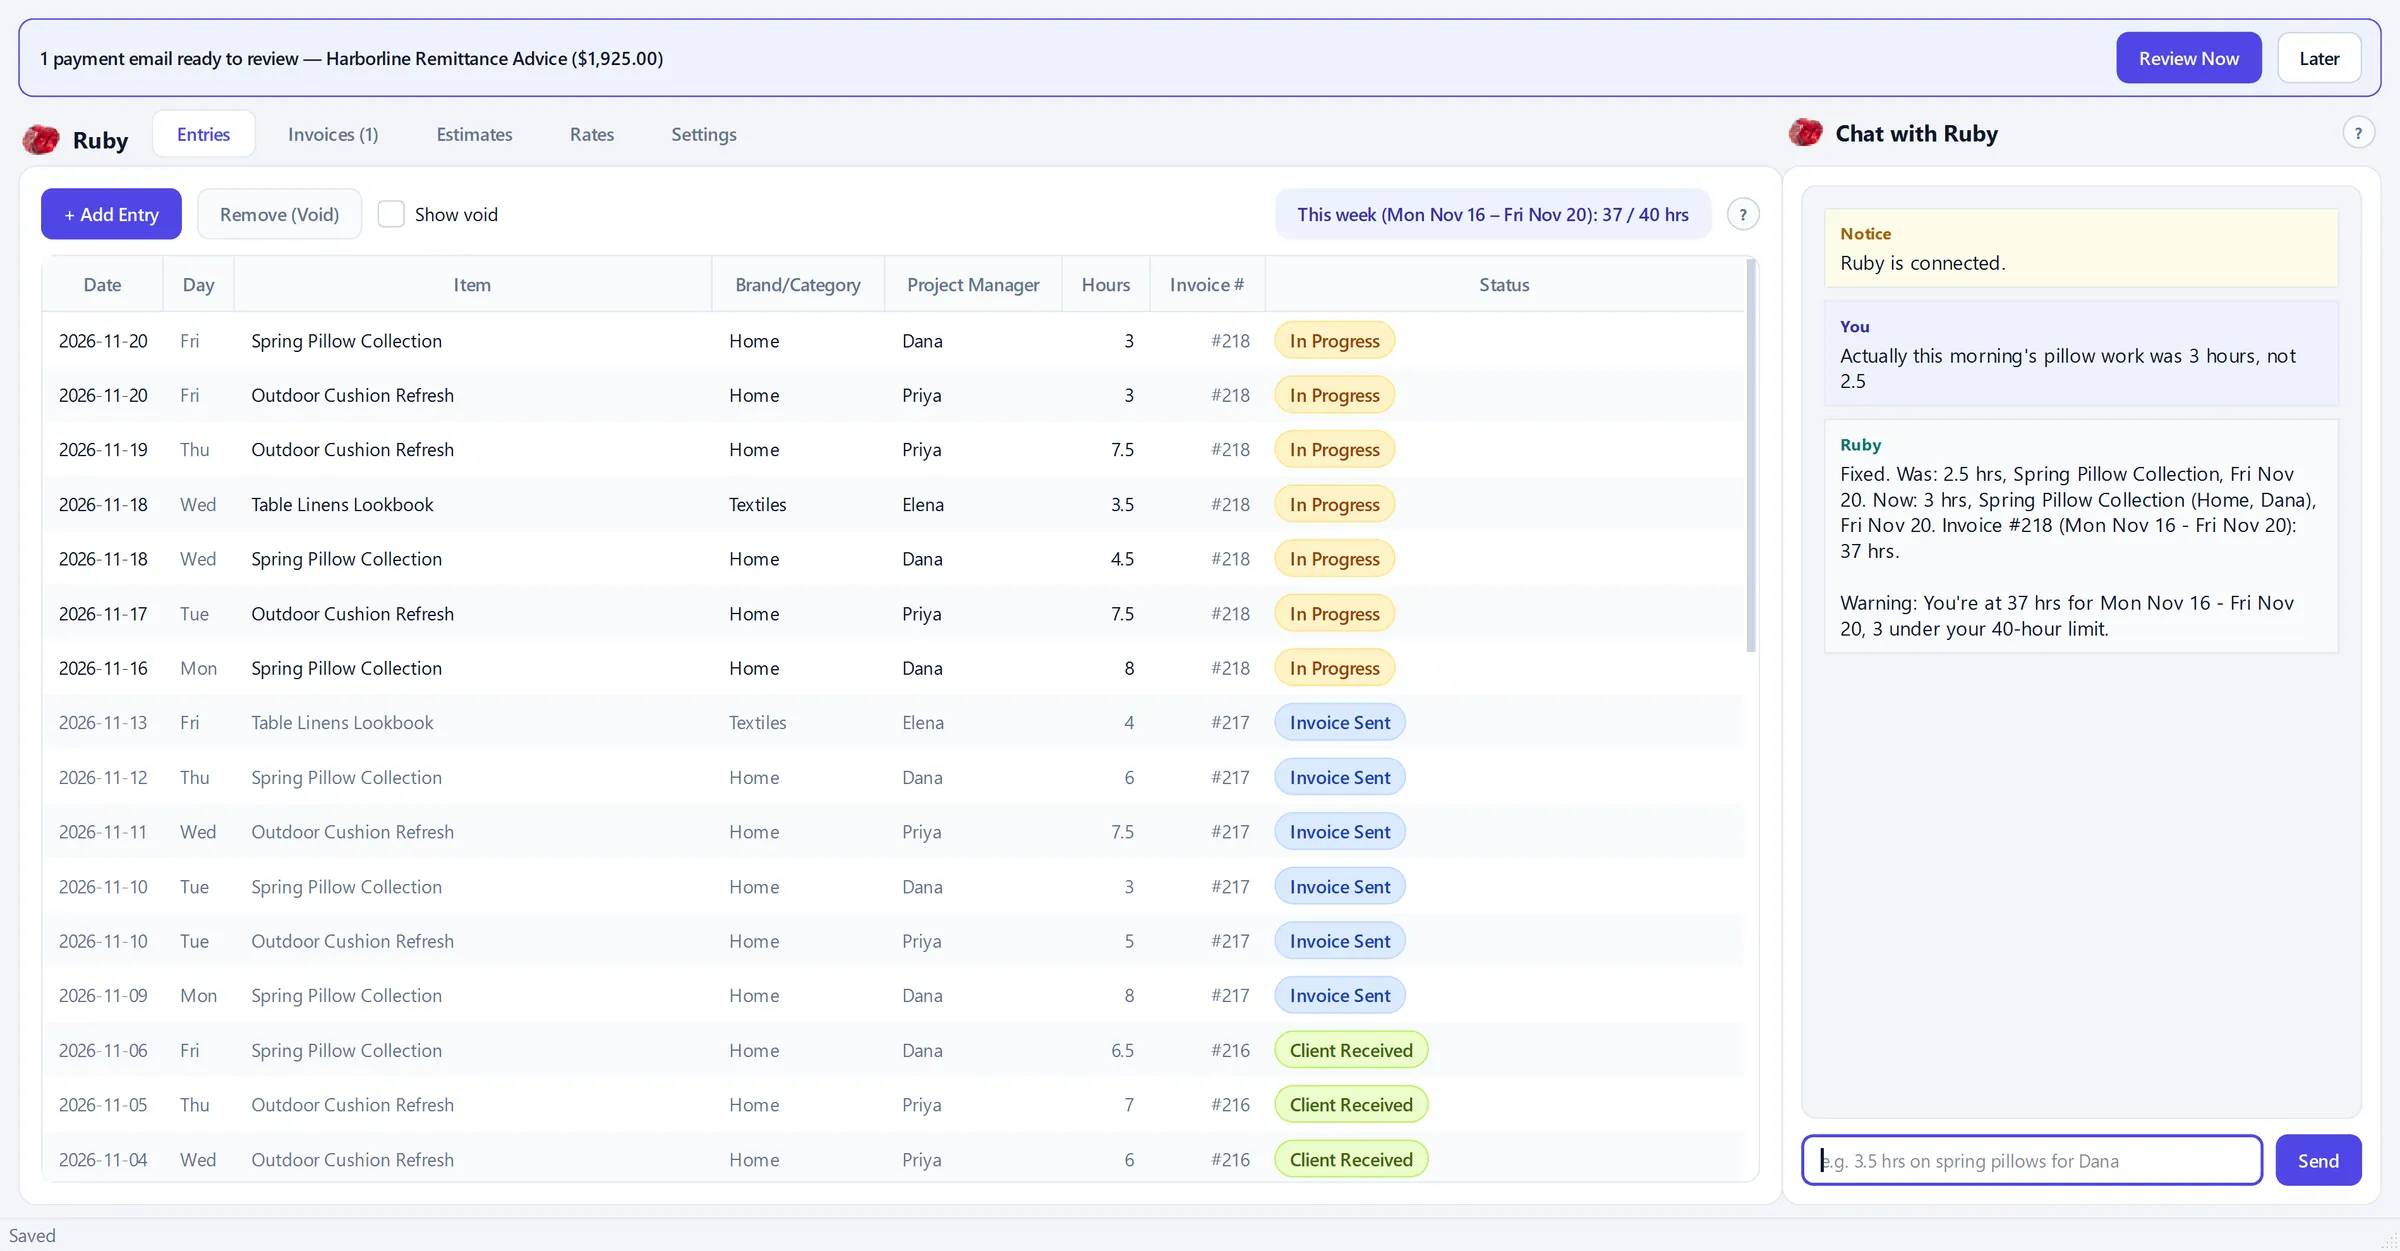 1 payment email ready to review — Harborline Remittance Advice ($1,925.00)
Review Now
Later
Ruby
Entries
Invoices (1)
Estimates
Rates
Settings
+ Add Entry
Remove (Void)
Show void
This week (Mon Nov 16 – Fri Nov 20): 37 / 40 hrs
?
Date Day Item Brand/Category Project Manager Hours Invoice # Status
2026-11-20 Fri Spring Pillow Collection Home Dana 3 #218 In Progress
2026-11-20 Fri Outdoor Cushion Refresh Home Priya 3 #218 In Progress
2026-11-19 Thu Outdoor Cushion Refresh Home Priya 7.5 #218 In Progress
2026-11-18 Wed Table Linens Lookbook Textiles Elena 3.5 #218 In Progress
2026-11-18 Wed Spring Pillow Collection Home Dana 4.5 #218 In Progress
2026-11-17 Tue Outdoor Cushion Refresh Home Priya 7.5 #218 In Progress
2026-11-16 Mon Spring Pillow Collection Home Dana 8 #218 In Progress
2026-11-13 Fri Table Linens Lookbook Textiles Elena 4 #217 Invoice Sent
2026-11-12 Thu Spring Pillow Collection Home Dana 6 #217 Invoice Sent
2026-11-11 Wed Outdoor Cushion Refresh Home Priya 7.5 #217 Invoice Sent
2026-11-10 Tue Spring Pillow Collection Home Dana 3 #217 Invoice Sent
2026-11-10 Tue Outdoor Cushion Refresh Home Priya 5 #217 Invoice Sent
2026-11-09 Mon Spring Pillow Collection Home Dana 8 #217 Invoice Sent
2026-11-06 Fri Spring Pillow Collection Home Dana 6.5 #216 Client Received
2026-11-05 Thu Outdoor Cushion Refresh Home Priya 7 #216 Client Received
2026-11-04 Wed Outdoor Cushion Refresh Home Priya 6 #216 Client Received
Chat with Ruby
?
Notice
Ruby is connected.
You
Actually this morning's pillow work was 3 hours, not
2.5
Ruby
Fixed. Was: 2.5 hrs, Spring Pillow Collection, Fri Nov
20. Now: 3 hrs, Spring Pillow Collection (Home, Dana),
Fri Nov 20. Invoice #218 (Mon Nov 16 - Fri Nov 20):
37 hrs.
Warning: You're at 37 hrs for Mon Nov 16 - Fri Nov
20, 3 under your 40-hour limit.
e.g. 3.5 hrs on spring pillows for Dana
Send
Saved